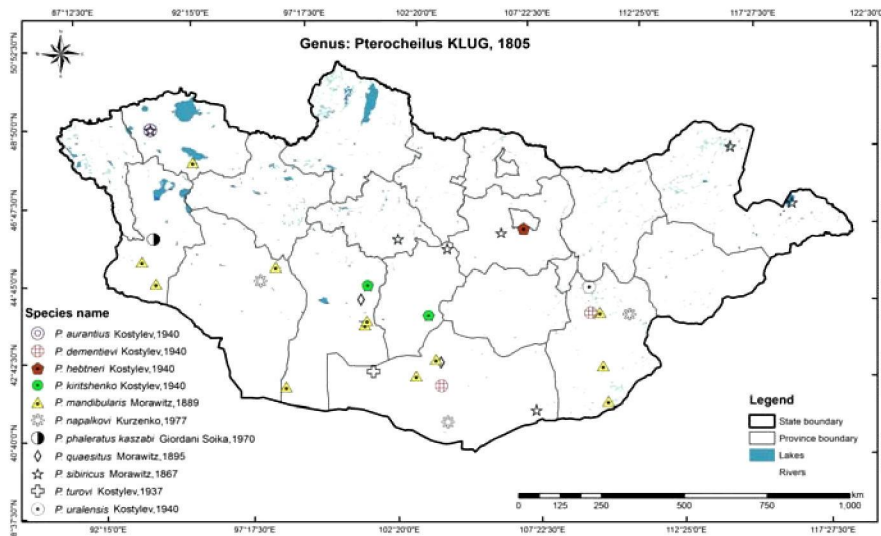 87°12'30"E 92°15'0"E 97°17'30"E 102°20'0"E 107°22'30"E 112°25'0"E 117°27'30"E 122°30'
Genus: Pterocheilus KLUG, 1805
50°52'30"N
48°50'0"N
46°47'30"N
44°45'0"N
42°42'30"N
40°40'0"N
8°37'30"N
Species name
P. aurantius Kostylev,1940
P. dementievi Kostylev,1940
P. hebtneri Kostylev,1940
P. kiritshenko Kostylev,1940
P. mandibularis Morawitz,1889
P. napalkovi Kurzenko,1977
P. phaleratus kaszabi Giordani Soika,1970
P. quaesitus Morawitz,1895
P. sibiricus Morawitz,1867
P. turovi Kostylev,1937
P. uralensis Kostylev,1940
Legend
State boundary
Province boundary
Lakes
Rivers
km
0 125 250 500 750 1,000
92°15'0"E 97°17'30"E 102°20'0"E 107°22'30"E 112°25'0"E 117°27'30"E